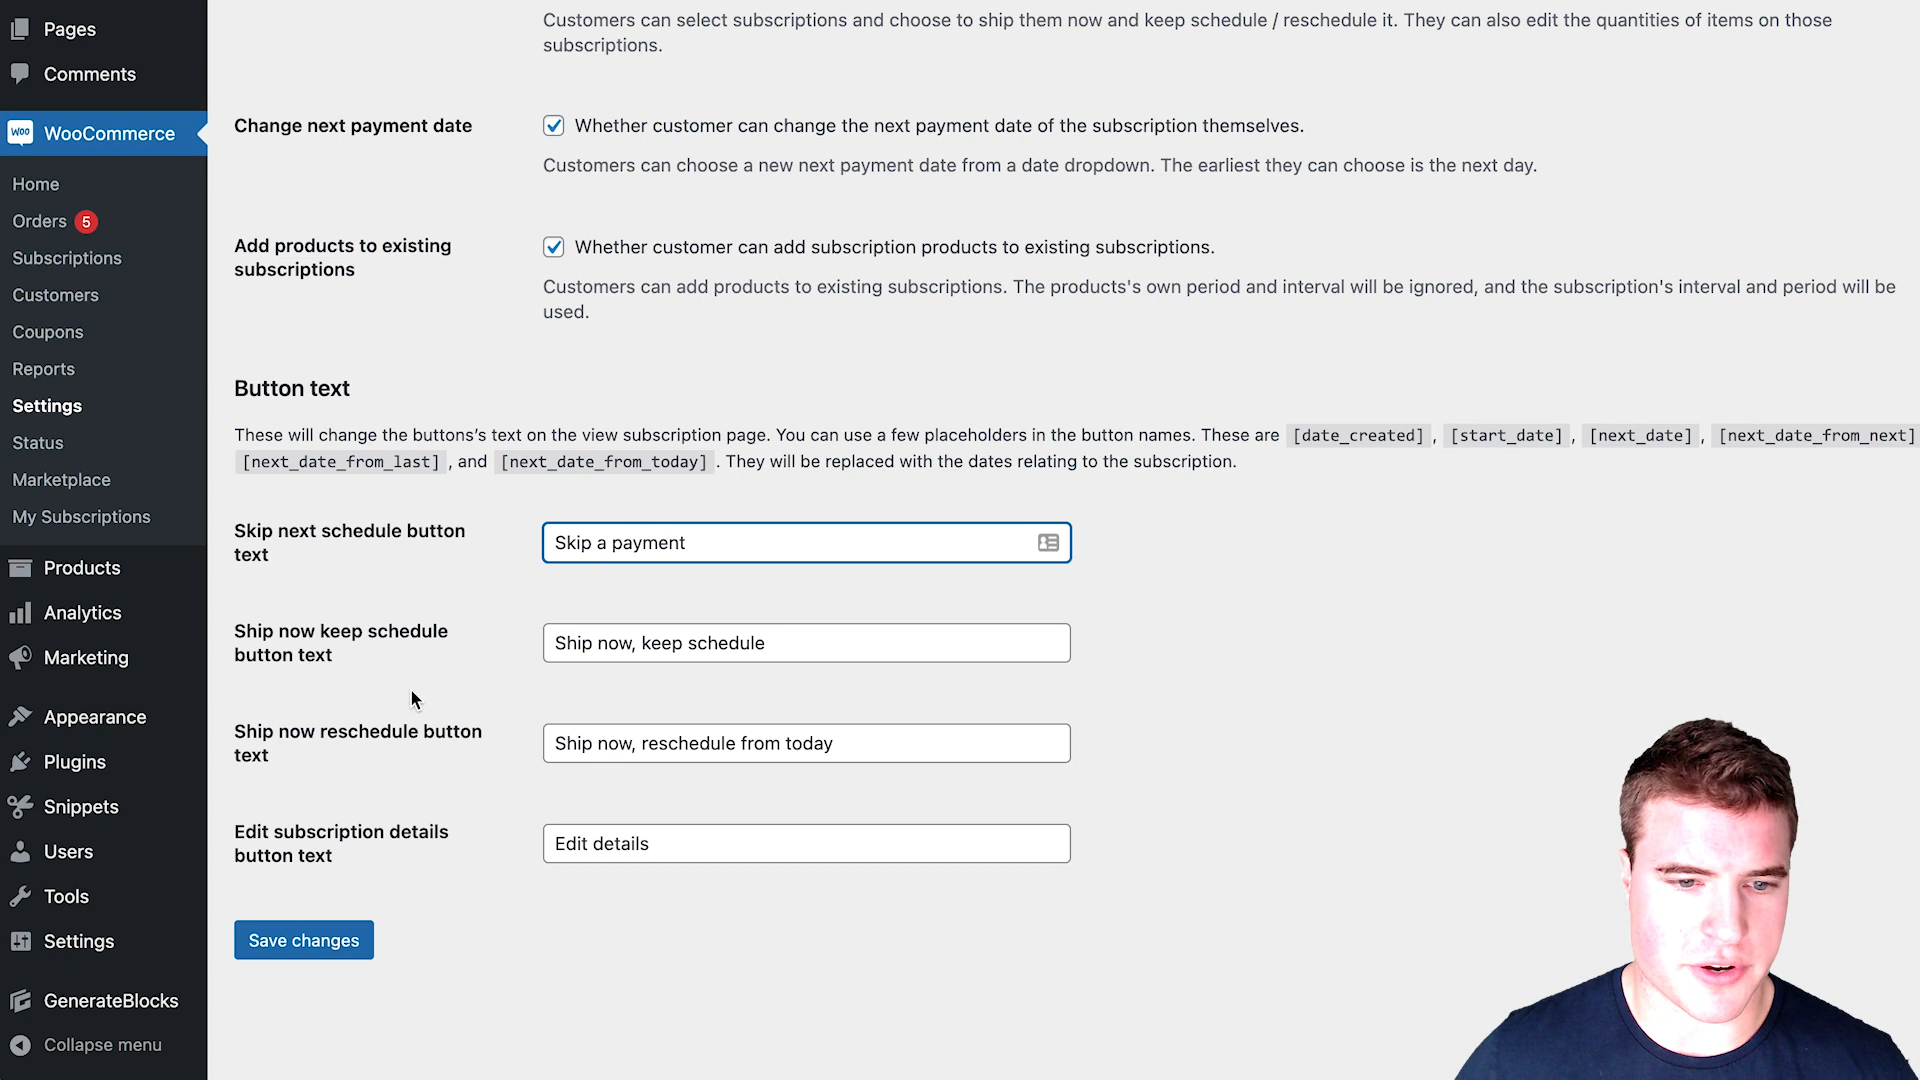 Pages
Comments
WOO WooCommerce
Home
Orders 5
Subscriptions
Customers
Coupons
Reports
Settings
Status
Marketplace
My Subscriptions
Products
Analytics
Marketing
Appearance
Plugins
Snippets
Users
Tools
Settings
GenerateBlocks
Collapse menu
Customers can select subscriptions and choose to ship them now and keep schedule / reschedule it. They can also edit the quantities of items on those
subscriptions.
Change next payment date
Whether customer can change the next payment date of the subscription themselves.
Customers can choose a new next payment date from a date dropdown. The earliest they can choose is the next day.
Add products to existing
subscriptions
Whether customer can add subscription products to existing subscriptions.
Customers can add products to existing subscriptions. The products's own period and interval will be ignored, and the subscription's interval and period will be
used.
Button text
These will change the buttons's text on the view subscription page. You can use a few placeholders in the button names. These are [date_created] , [start_date] , [next_date] , [next_date_from_next]
[next_date_from_last] , and [next_date_from_today] . They will be replaced with the dates relating to the subscription.
Skip next schedule button
text
Skip a payment
Ship now keep schedule
button text
Ship now, keep schedule
Ship now reschedule button
text
Ship now, reschedule from today
Edit subscription details
button text
Edit details
Save changes